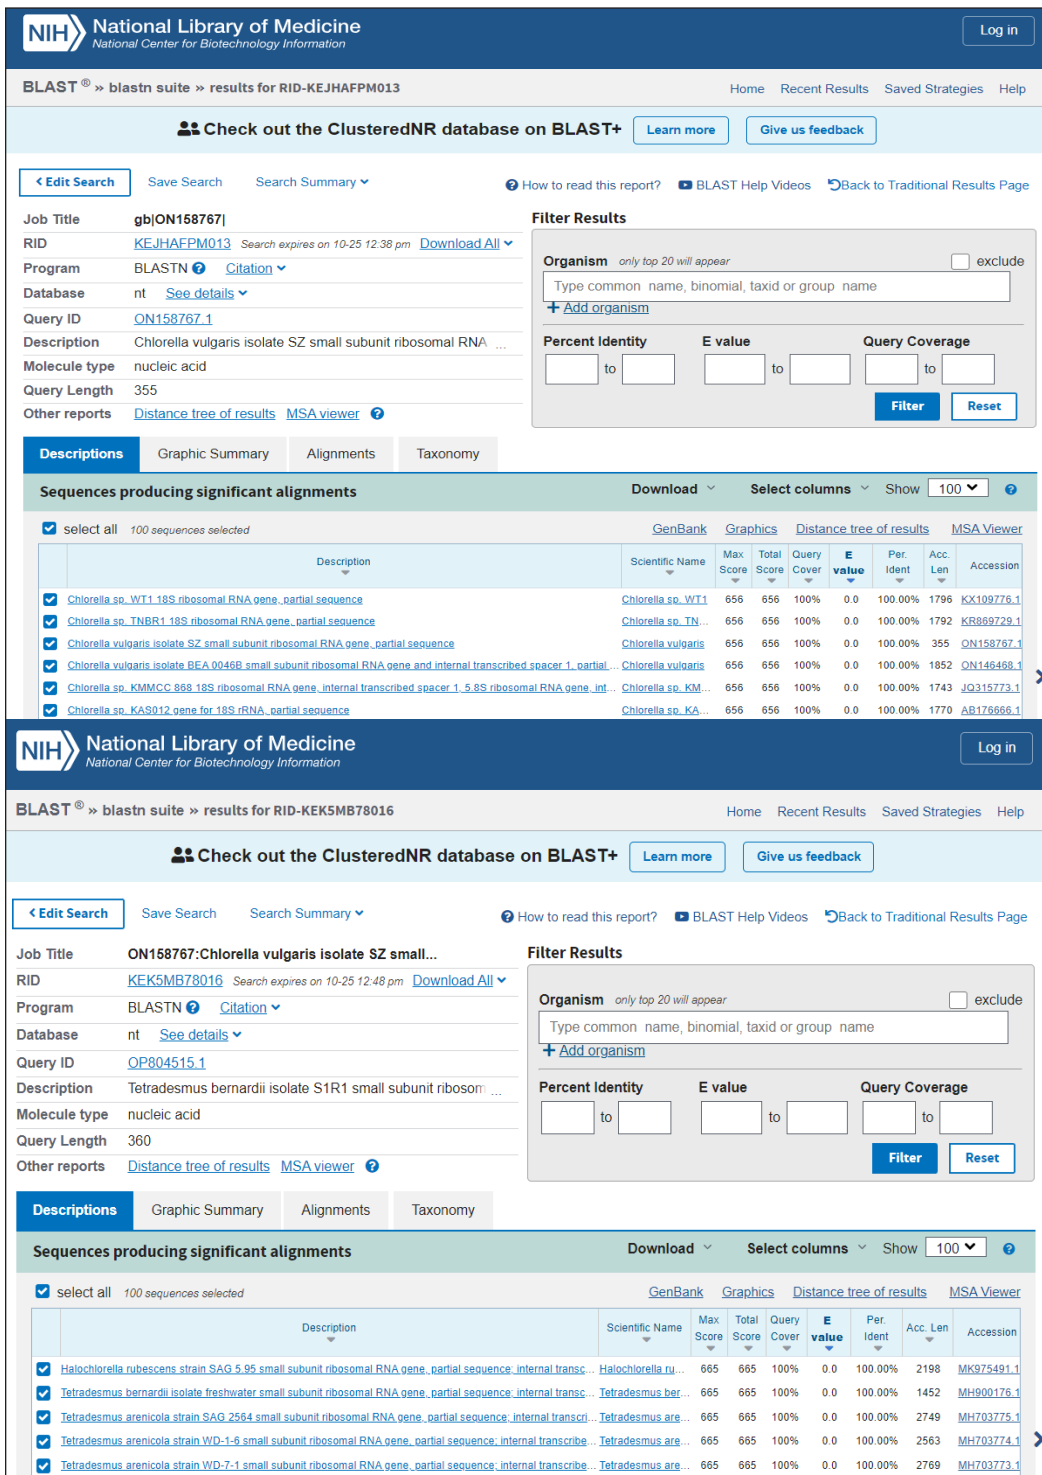 NIH National Library of Medicine
National Center for Biotechnology Information
Log in
BLAST ® » blastn suite » results for RID-KEJHAFPM013
Home Recent Results Saved Strategies Help
Check out the ClusteredNR database on BLAST+ Learn more Give us feedback
< Edit Search Save Search Search Summary
How to read this report? BLAST Help Videos Back to Traditional Results Page
Job Title gb|ON158767|
RID KEJHAFPM013 Search expires on 10-25 12:38 pm Download All
Program BLASTN Citation
Database nt See details
Query ID ON158767.1
Description Chlorella vulgaris isolate SZ small subunit ribosomal RNA ...
Molecule type nucleic acid
Query Length 355
Other reports Distance tree of results MSA viewer
Filter Results
Organism only top 20 will appear exclude
Type common name, binomial, taxid or group name
+ Add organism
Percent Identity E value Query Coverage
to to to
Filter Reset
Descriptions Graphic Summary Alignments Taxonomy
Sequences producing significant alignments Download Select columns Show 100
select all 100 sequences selected GenBank Graphics Distance tree of results MSA Viewer
Description Scientific Name Max Score Total Score Query Cover E value Per. Ident Acc. Len Accession
Chlorella sp. WT1 18S ribosomal RNA gene, partial sequence Chlorella sp. WT1 656 656 100% 0.0 100.00% 1796 KX109776.1
Chlorella sp. TNBR1 18S ribosomal RNA gene, partial sequence Chlorella sp. TN... 656 656 100% 0.0 100.00% 1792 KR869729.1
Chlorella vulgaris isolate SZ small subunit ribosomal RNA gene, partial sequence Chlorella vulgaris 656 656 100% 0.0 100.00% 355 ON158767.1
Chlorella vulgaris isolate BEA 0046B small subunit ribosomal RNA gene and internal transcribed spacer 1, partial ... Chlorella vulgaris 656 656 100% 0.0 100.00% 1852 ON146468.1
Chlorella sp. KMMCC 868 18S ribosomal RNA gene, internal transcribed spacer 1, 5.8S ribosomal RNA gene, int... Chlorella sp. KM... 656 656 100% 0.0 100.00% 1743 JQ315773.1
Chlorella sp. KAS012 gene for 18S rRNA, partial sequence Chlorella sp. KA... 656 656 100% 0.0 100.00% 1770 AB176666.1
NIH National Library of Medicine
National Center for Biotechnology Information
Log in
BLAST ® » blastn suite » results for RID-KEK5MB78016
Home Recent Results Saved Strategies Help
Check out the ClusteredNR database on BLAST+ Learn more Give us feedback
< Edit Search Save Search Search Summary
How to read this report? BLAST Help Videos Back to Traditional Results Page
Job Title ON158767:Chlorella vulgaris isolate SZ small...
RID KEK5MB78016 Search expires on 10-25 12:48 pm Download All
Program BLASTN Citation
Database nt See details
Query ID OP804515.1
Description Tetradesmus bernardii isolate S1R1 small subunit ribosom ...
Molecule type nucleic acid
Query Length 360
Other reports Distance tree of results MSA viewer
Filter Results
Organism only top 20 will appear exclude
Type common name, binomial, taxid or group name
+ Add organism
Percent Identity E value Query Coverage
to to to
Filter Reset
Descriptions Graphic Summary Alignments Taxonomy
Sequences producing significant alignments Download Select columns Show 100
select all 100 sequences selected GenBank Graphics Distance tree of results MSA Viewer
Description Scientific Name Max Score Total Score Query Cover E value Per. Ident Acc. Len Accession
Halochlorella rubescens strain SAG 5.95 small subunit ribosomal RNA gene, partial sequence; internal transc... Halochlorella ru... 665 665 100% 0.0 100.00% 2198 MK975491.1
Tetradesmus bernardii isolate freshwater small subunit ribosomal RNA gene, partial sequence; internal transc... Tetradesmus ber... 665 665 100% 0.0 100.00% 1452 MH900176.1
Tetradesmus arenicola strain SAG 2564 small subunit ribosomal RNA gene, partial sequence; internal transcri... Tetradesmus are... 665 665 100% 0.0 100.00% 2749 MH703775.1
Tetradesmus arenicola strain WD-1-6 small subunit ribosomal RNA gene, partial sequence; internal transcribe... Tetradesmus are... 665 665 100% 0.0 100.00% 2563 MH703774.1
Tetradesmus arenicola strain WD-7-1 small subunit ribosomal RNA gene, partial sequence; internal transcribe... Tetradesmus are... 665 665 100% 0.0 100.00% 2769 MH703773.1